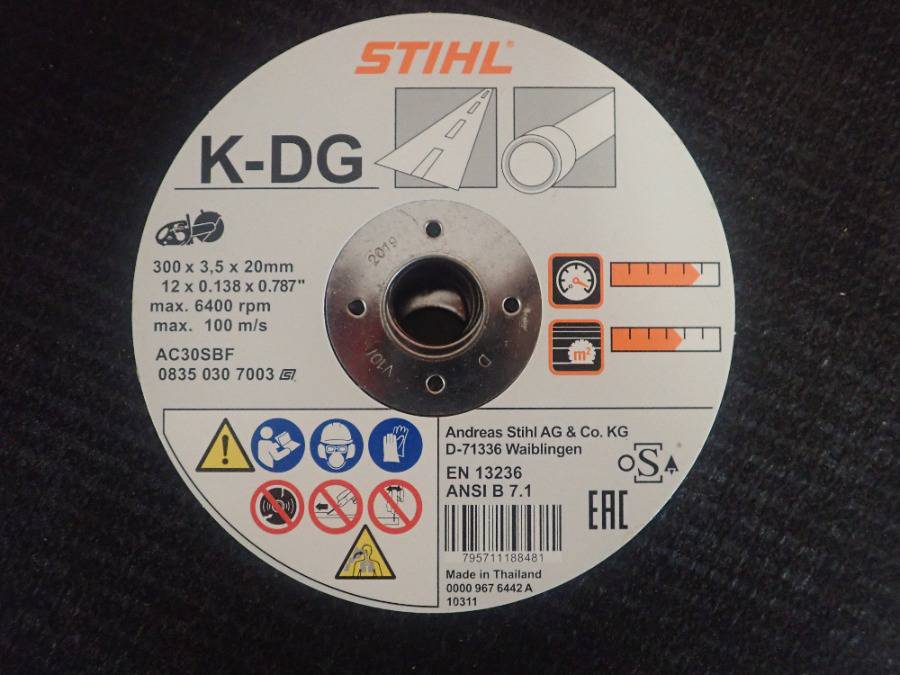 STIHL®
K-DG
300 x 3,5 x 20mm
12 x 0.138 x 0.787"
max. 6400 rpm
max. 100 m/s
AC30SBF
0835 030 7003
2019
V10/
D
m²
Andreas Stihl AG & Co. KG
D-71336 Waiblingen
EN 13236
ANSI B 7.1
S
EAC
795711188481
Made in Thailand
0000 967 6442 A
10311